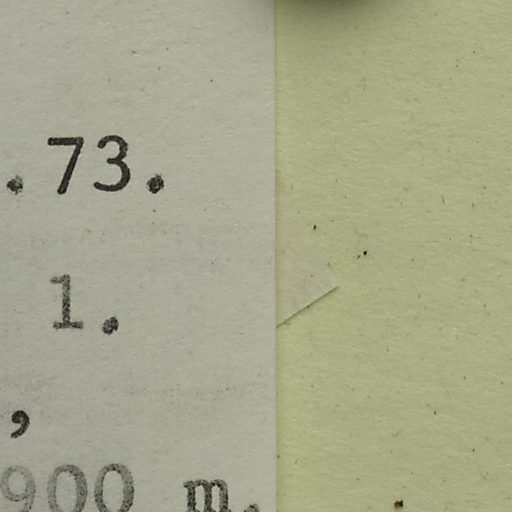 .73.
1.
,
900 m.